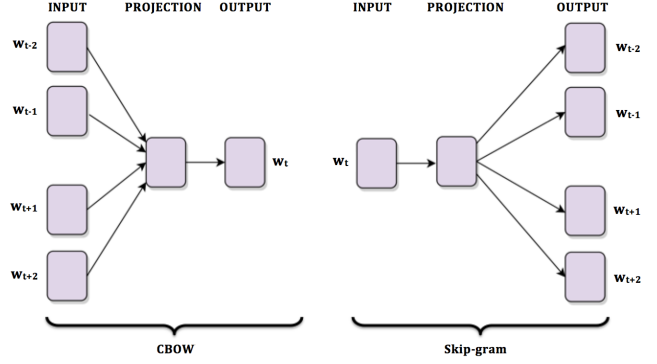 INPUT PROJECTION OUTPUT
wt-2
wt-1
wt
wt+1
wt+2
CBOW
INPUT PROJECTION OUTPUT
wt-2
wt-1
wt
wt+1
wt+2
Skip-gram